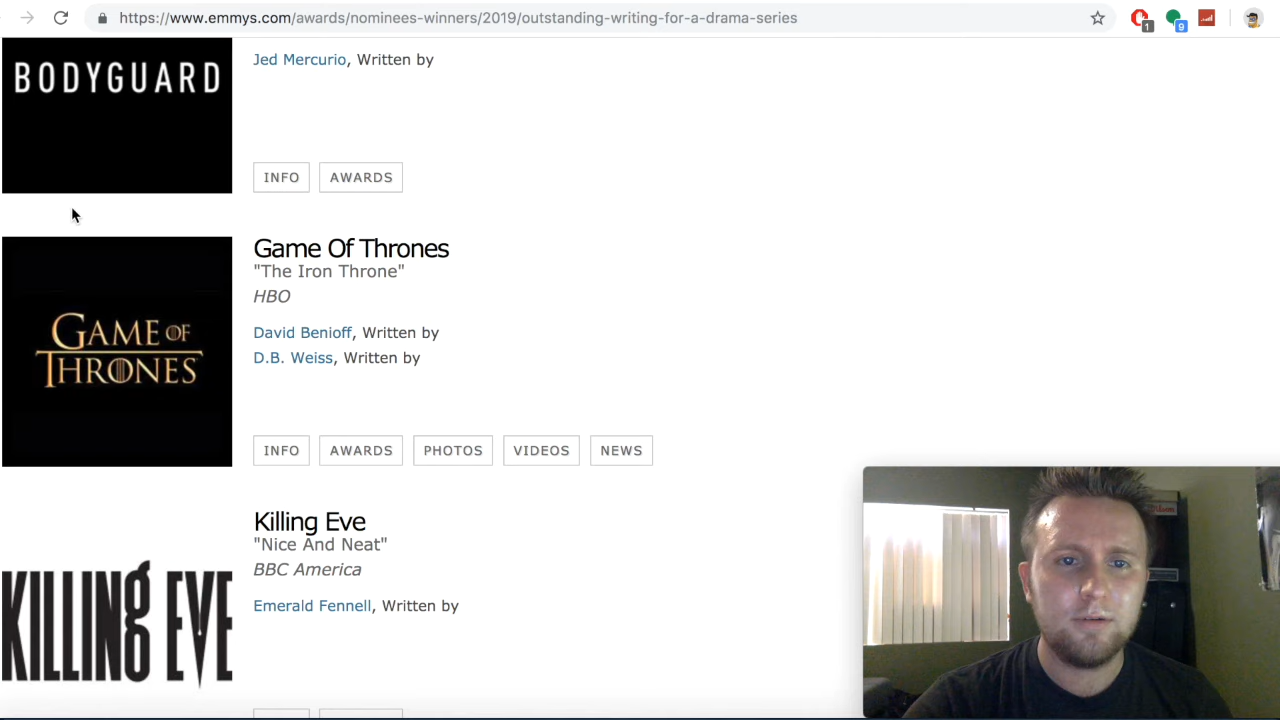 https://www.emmys.com/awards/nominees-winners/2019/outstanding-writing-for-a-drama-series
1
9
BODYGUARD
Jed Mercurio, Written by
INFO
AWARDS
GAME OF
THRONES
Game Of Thrones
"The Iron Throne"
HBO
David Benioff, Written by
D.B. Weiss, Written by
INFO
AWARDS
PHOTOS
VIDEOS
NEWS
KILLING EVE
Killing Eve
"Nice And Neat"
BBC America
Emerald Fennell, Written by